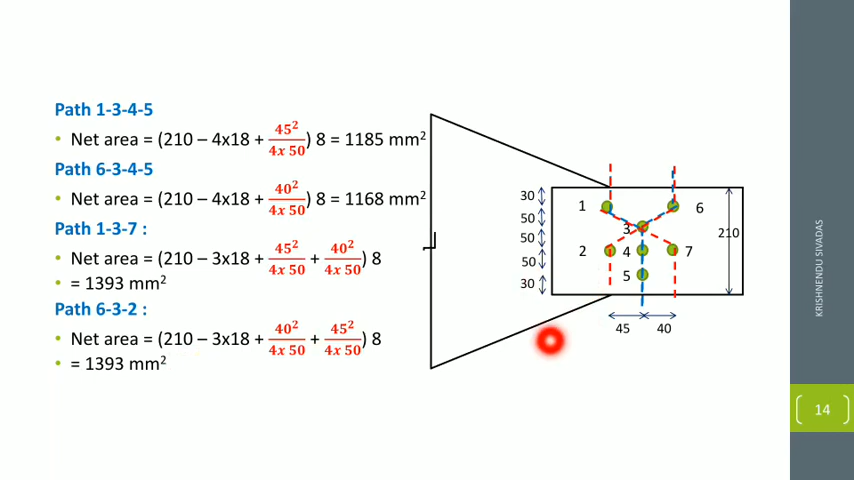 Path 1-3-4-5
• Net area = (210 – 4x18 + 45²/4x 50) 8 = 1185 mm²
Path 6-3-4-5
• Net area = (210 – 4x18 + 40²/4x 50) 8 = 1168 mm²
Path 1-3-7 :
• Net area = (210 – 3x18 + 45²/4x 50 + 40²/4x 50) 8
• = 1393 mm²
Path 6-3-2 :
• Net area = (210 – 3x18 + 40²/4x 50 + 45²/4x 50) 8
• = 1393 mm²
30
50
50
50
30
1
6
3
2
4
7
5
210
45
40
KRISHNENDU SIVADAS
14